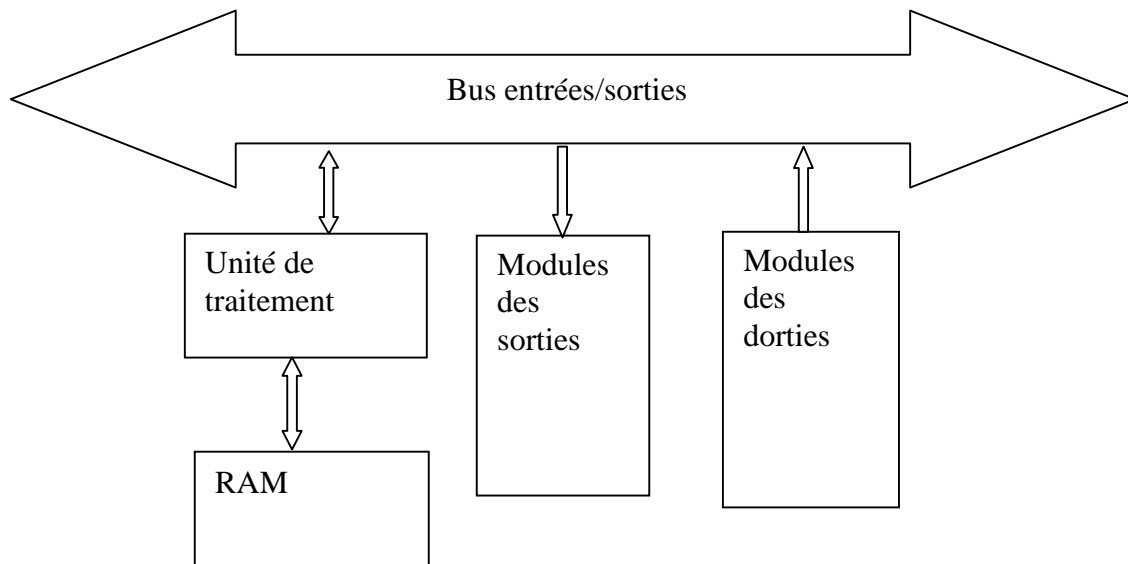 Bus entrées/sorties
Unité de
traitement
Modules
des
sorties
Modules
des
dorties
RAM